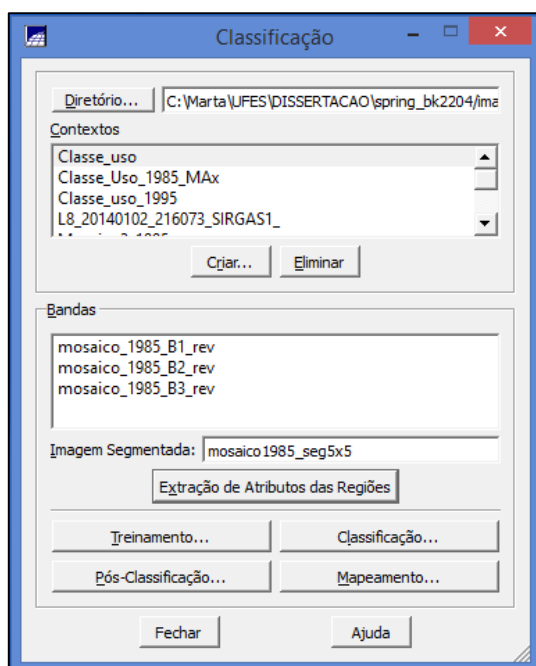 Classificação
Diretório... C:\Marta\UFES\DISSERTACAO\spring_bk2204/ima
Contextos
Classe_uso
Classe_Uso_1985_MAx
Classe_uso_1995
L8_20140102_216073_SIRGAS1_
Criar... Eliminar
Bandas
mosaico_1985_B1_rev
mosaico_1985_B2_rev
mosaico_1985_B3_rev
Imagem Segmentada: mosaico1985_seg5x5
Extração de Atributos das Regiões
Treinamento... Classificação...
Pós-Classificação... Mapeamento...
Fechar Ajuda